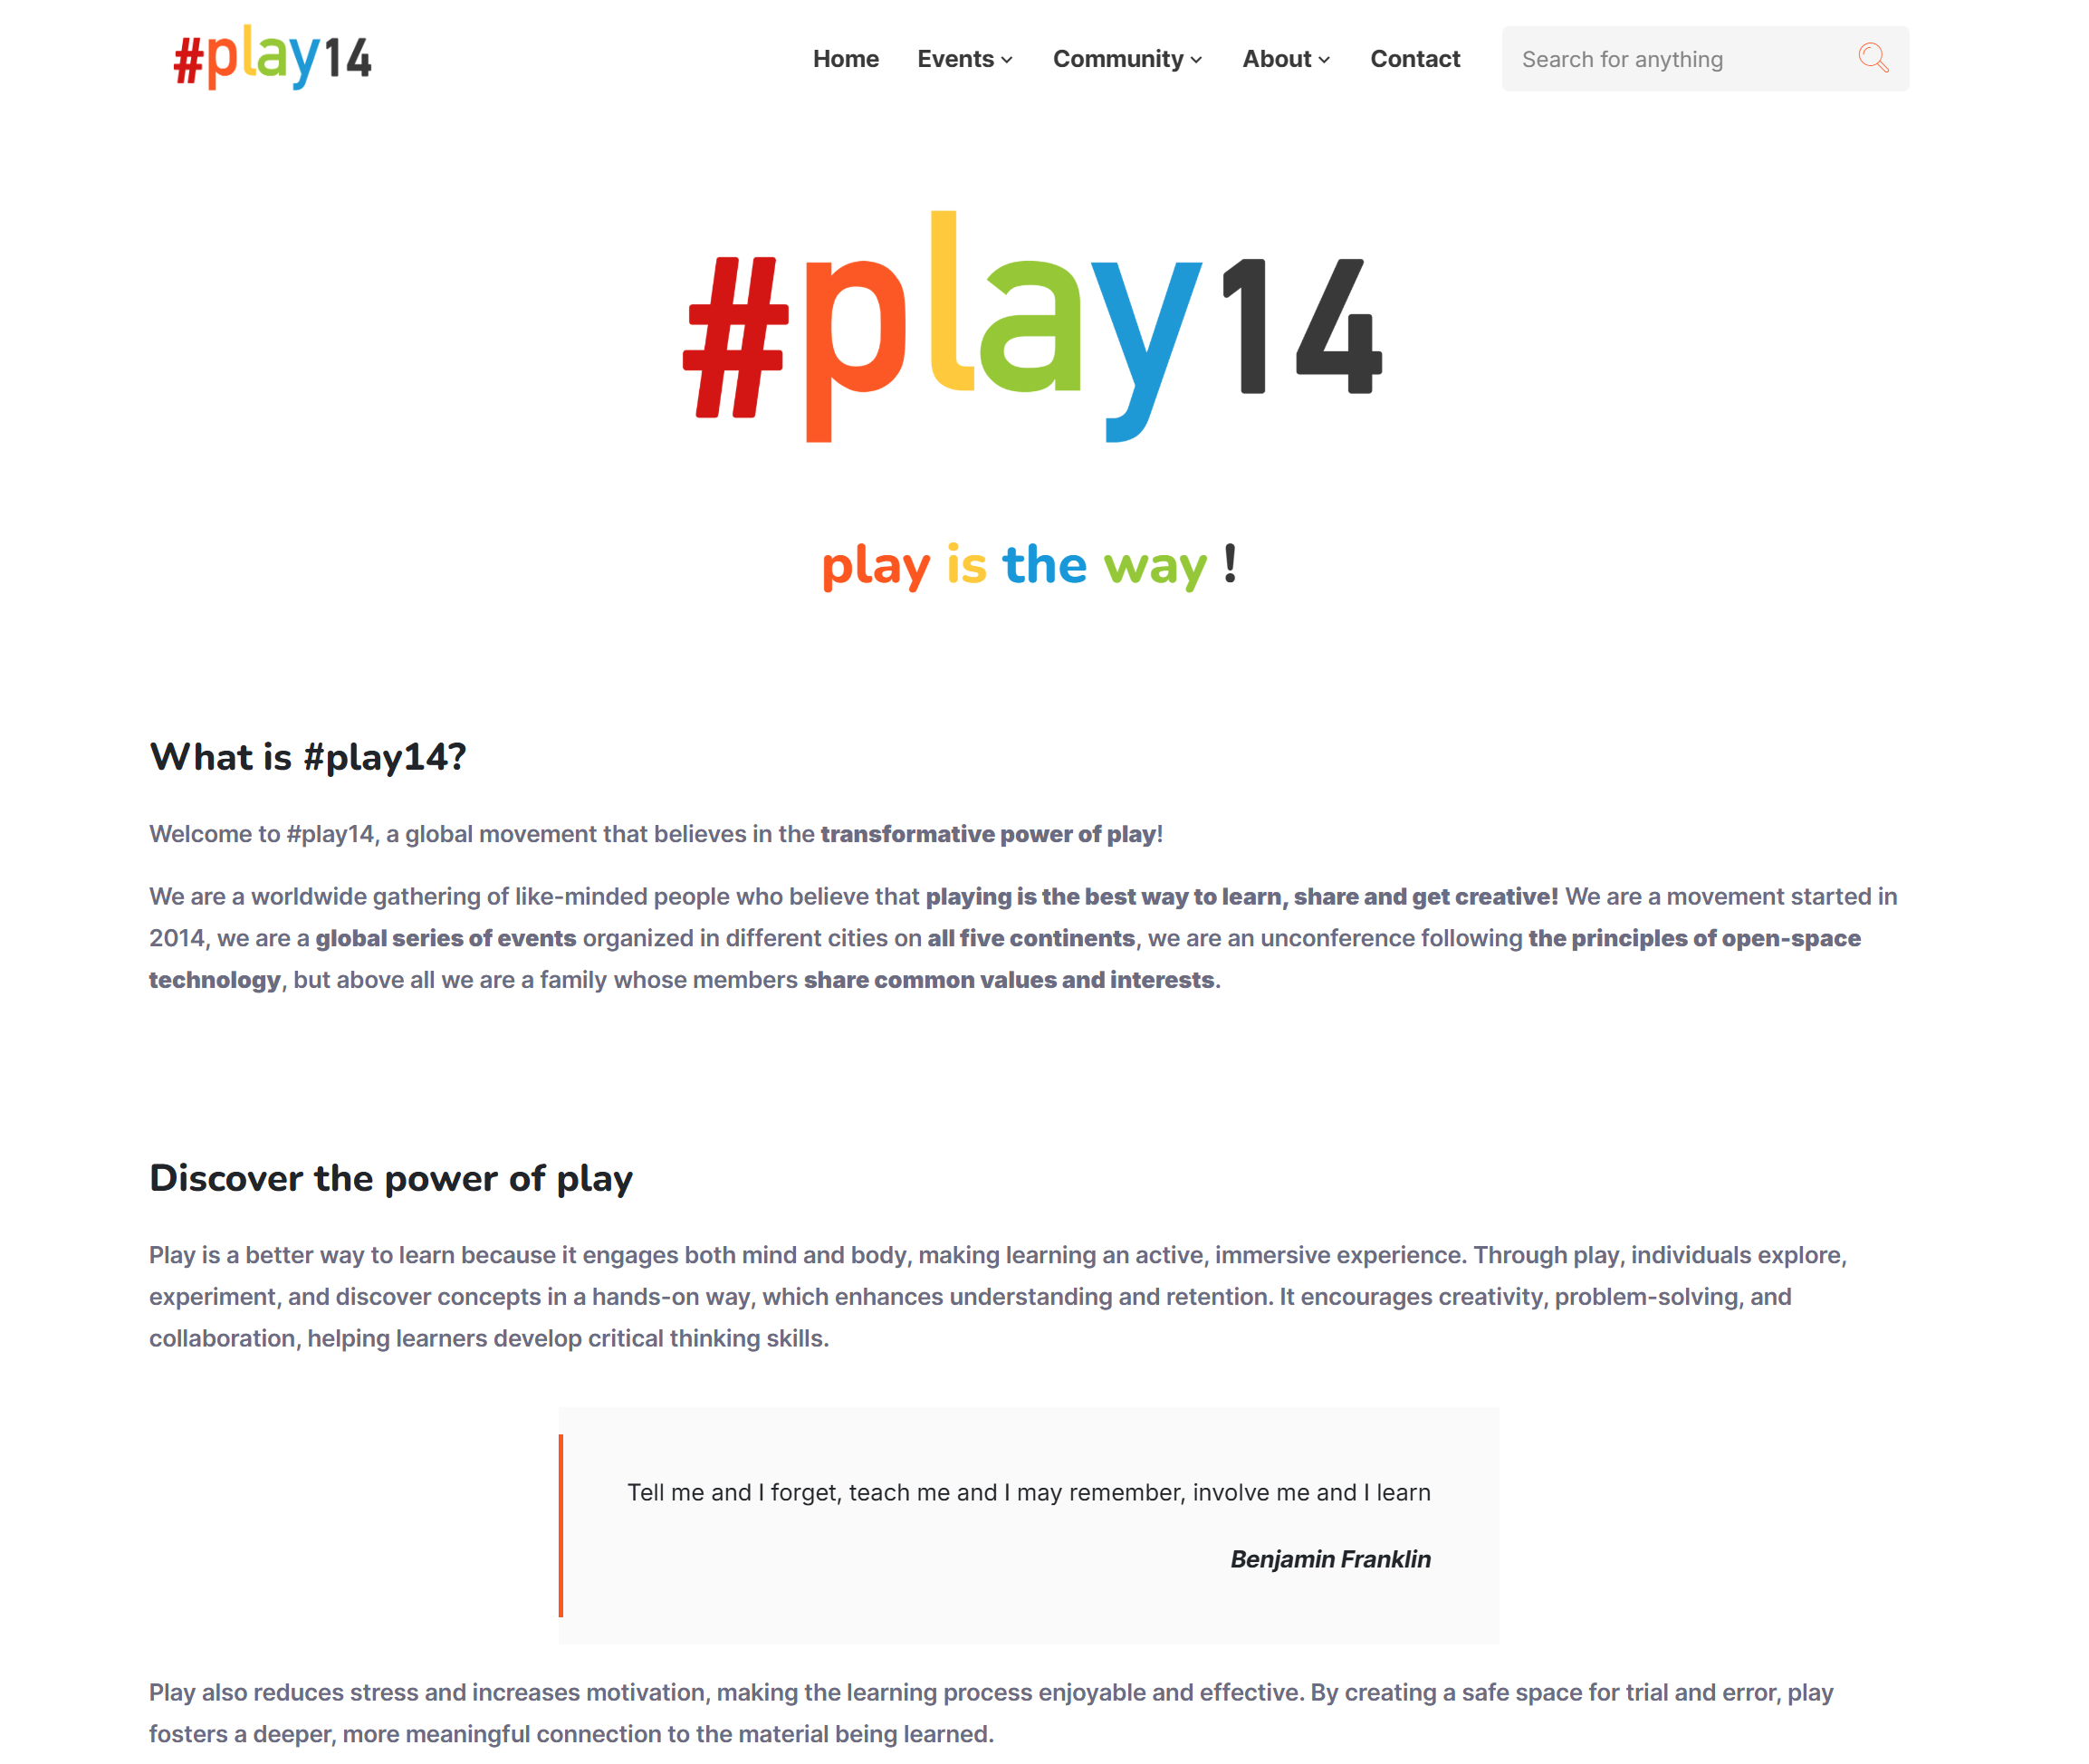 #play14
Home Events Community About Contact Search for anything
#play14
play is the way !
What is #play14?
Welcome to #play14, a global movement that believes in the transformative power of play!
We are a worldwide gathering of like-minded people who believe that playing is the best way to learn, share and get creative! We are a movement started in
2014, we are a global series of events organized in different cities on all five continents, we are an unconference following the principles of open-space
technology, but above all we are a family whose members share common values and interests.
Discover the power of play
Play is a better way to learn because it engages both mind and body, making learning an active, immersive experience. Through play, individuals explore,
experiment, and discover concepts in a hands-on way, which enhances understanding and retention. It encourages creativity, problem-solving, and
collaboration, helping learners develop critical thinking skills.
Tell me and I forget, teach me and I may remember, involve me and I learn
Benjamin Franklin
Play also reduces stress and increases motivation, making the learning process enjoyable and effective. By creating a safe space for trial and error, play
fosters a deeper, more meaningful connection to the material being learned.